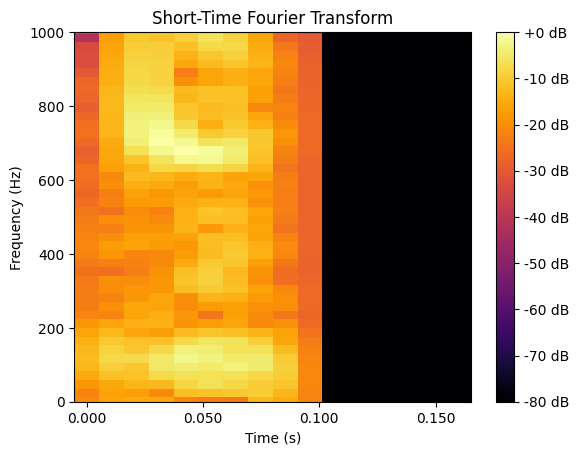 Short-Time Fourier Transform
1000
800
600
400
200
0
Frequency (Hz)
0.000
0.050
0.100
0.150
Time (s)
+0 dB
-10 dB
-20 dB
-30 dB
-40 dB
-50 dB
-60 dB
-70 dB
-80 dB